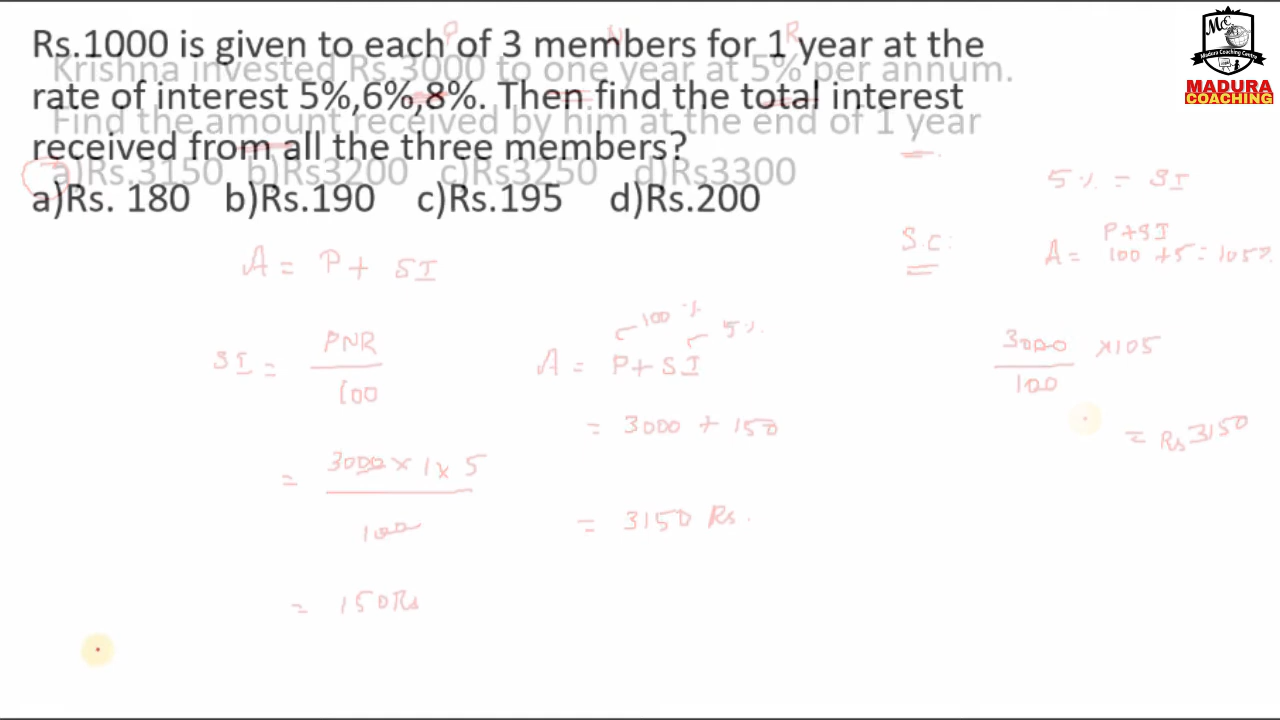 Rs.1000 is given to each of 3 members for 1 year at the
rate of interest 5%,6%,8%. Then find the total interest
received from all the three members?
a)Rs. 180 b)Rs.190 c)Rs.195 d)Rs.200
P N R
Krishna invested Rs.3000 to one year at 5% per annum.
Find the amount received by him at the end of 1 year
a)Rs.3150 b)Rs3200 c)Rs3250 d)Rs3300
A = P + SI
SI = PNR
100
= 3000 x 1 x 5
100
= 150 Rs
100 % 5 %
A = P + SI
= 3000 + 150
= 3150 Rs.
5 % = SI
S.C:
P+SI
A = 100 + 5 = 105%
3000 x105
100
= Rs 3150
MC
Madura Coaching Centre
MADURA
COACHING